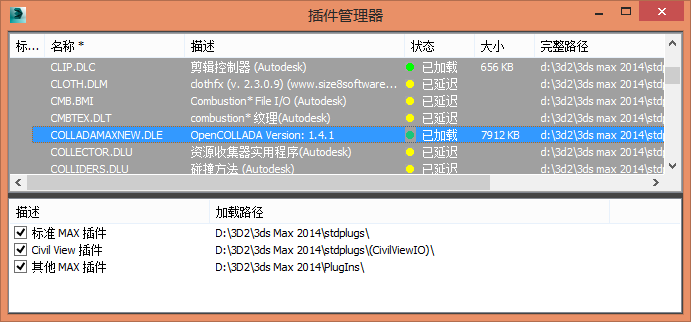 插件管理器
标... 名称 * 描述 状态 大小 完整路径
CLIP.DLC 剪辑控制器 (Autodesk) 已加载 656 KB d:\3d2\3ds max 2014\stdp
CLOTH.DLM clothfx (v. 2.3.0.9) (www.size8software... 已延迟 d:\3d2\3ds max 2014\stdp
CMB.BMI Combustion* File I/O (Autodesk) 已延迟 d:\3d2\3ds max 2014\stdp
CMBTEX.DLT combustion* 纹理(Autodesk) 已延迟 d:\3d2\3ds max 2014\stdp
COLLADAMAXNEW.DLE OpenCOLLADA Version: 1.4.1 已加载 7912 KB d:\3d2\3ds max 2014\stdp
COLLECTOR.DLU 资源收集器实用程序(Autodesk) 已延迟 d:\3d2\3ds max 2014\stdp
COLLIDERS.DLU 碰撞方法 (Autodesk) 已延迟 d:\3d2\3ds max 2014\stdp
描述 加载路径
标准 MAX 插件 D:\3D2\3ds Max 2014\stdplugs\
Civil View 插件 D:\3D2\3ds Max 2014\stdplugs\(CivilViewIO)\
其他 MAX 插件 D:\3D2\3ds Max 2014\PlugIns\